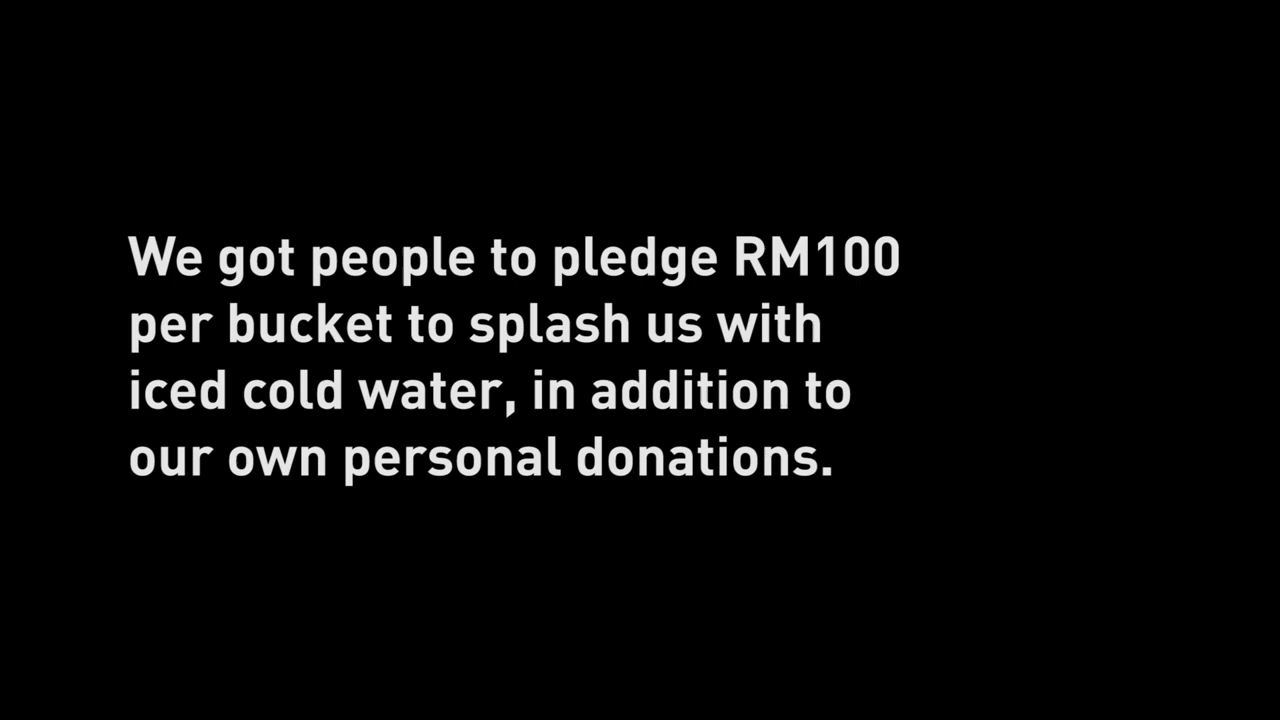 We got people to pledge RM100
per bucket to splash us with
iced cold water, in addition to
our own personal donations.